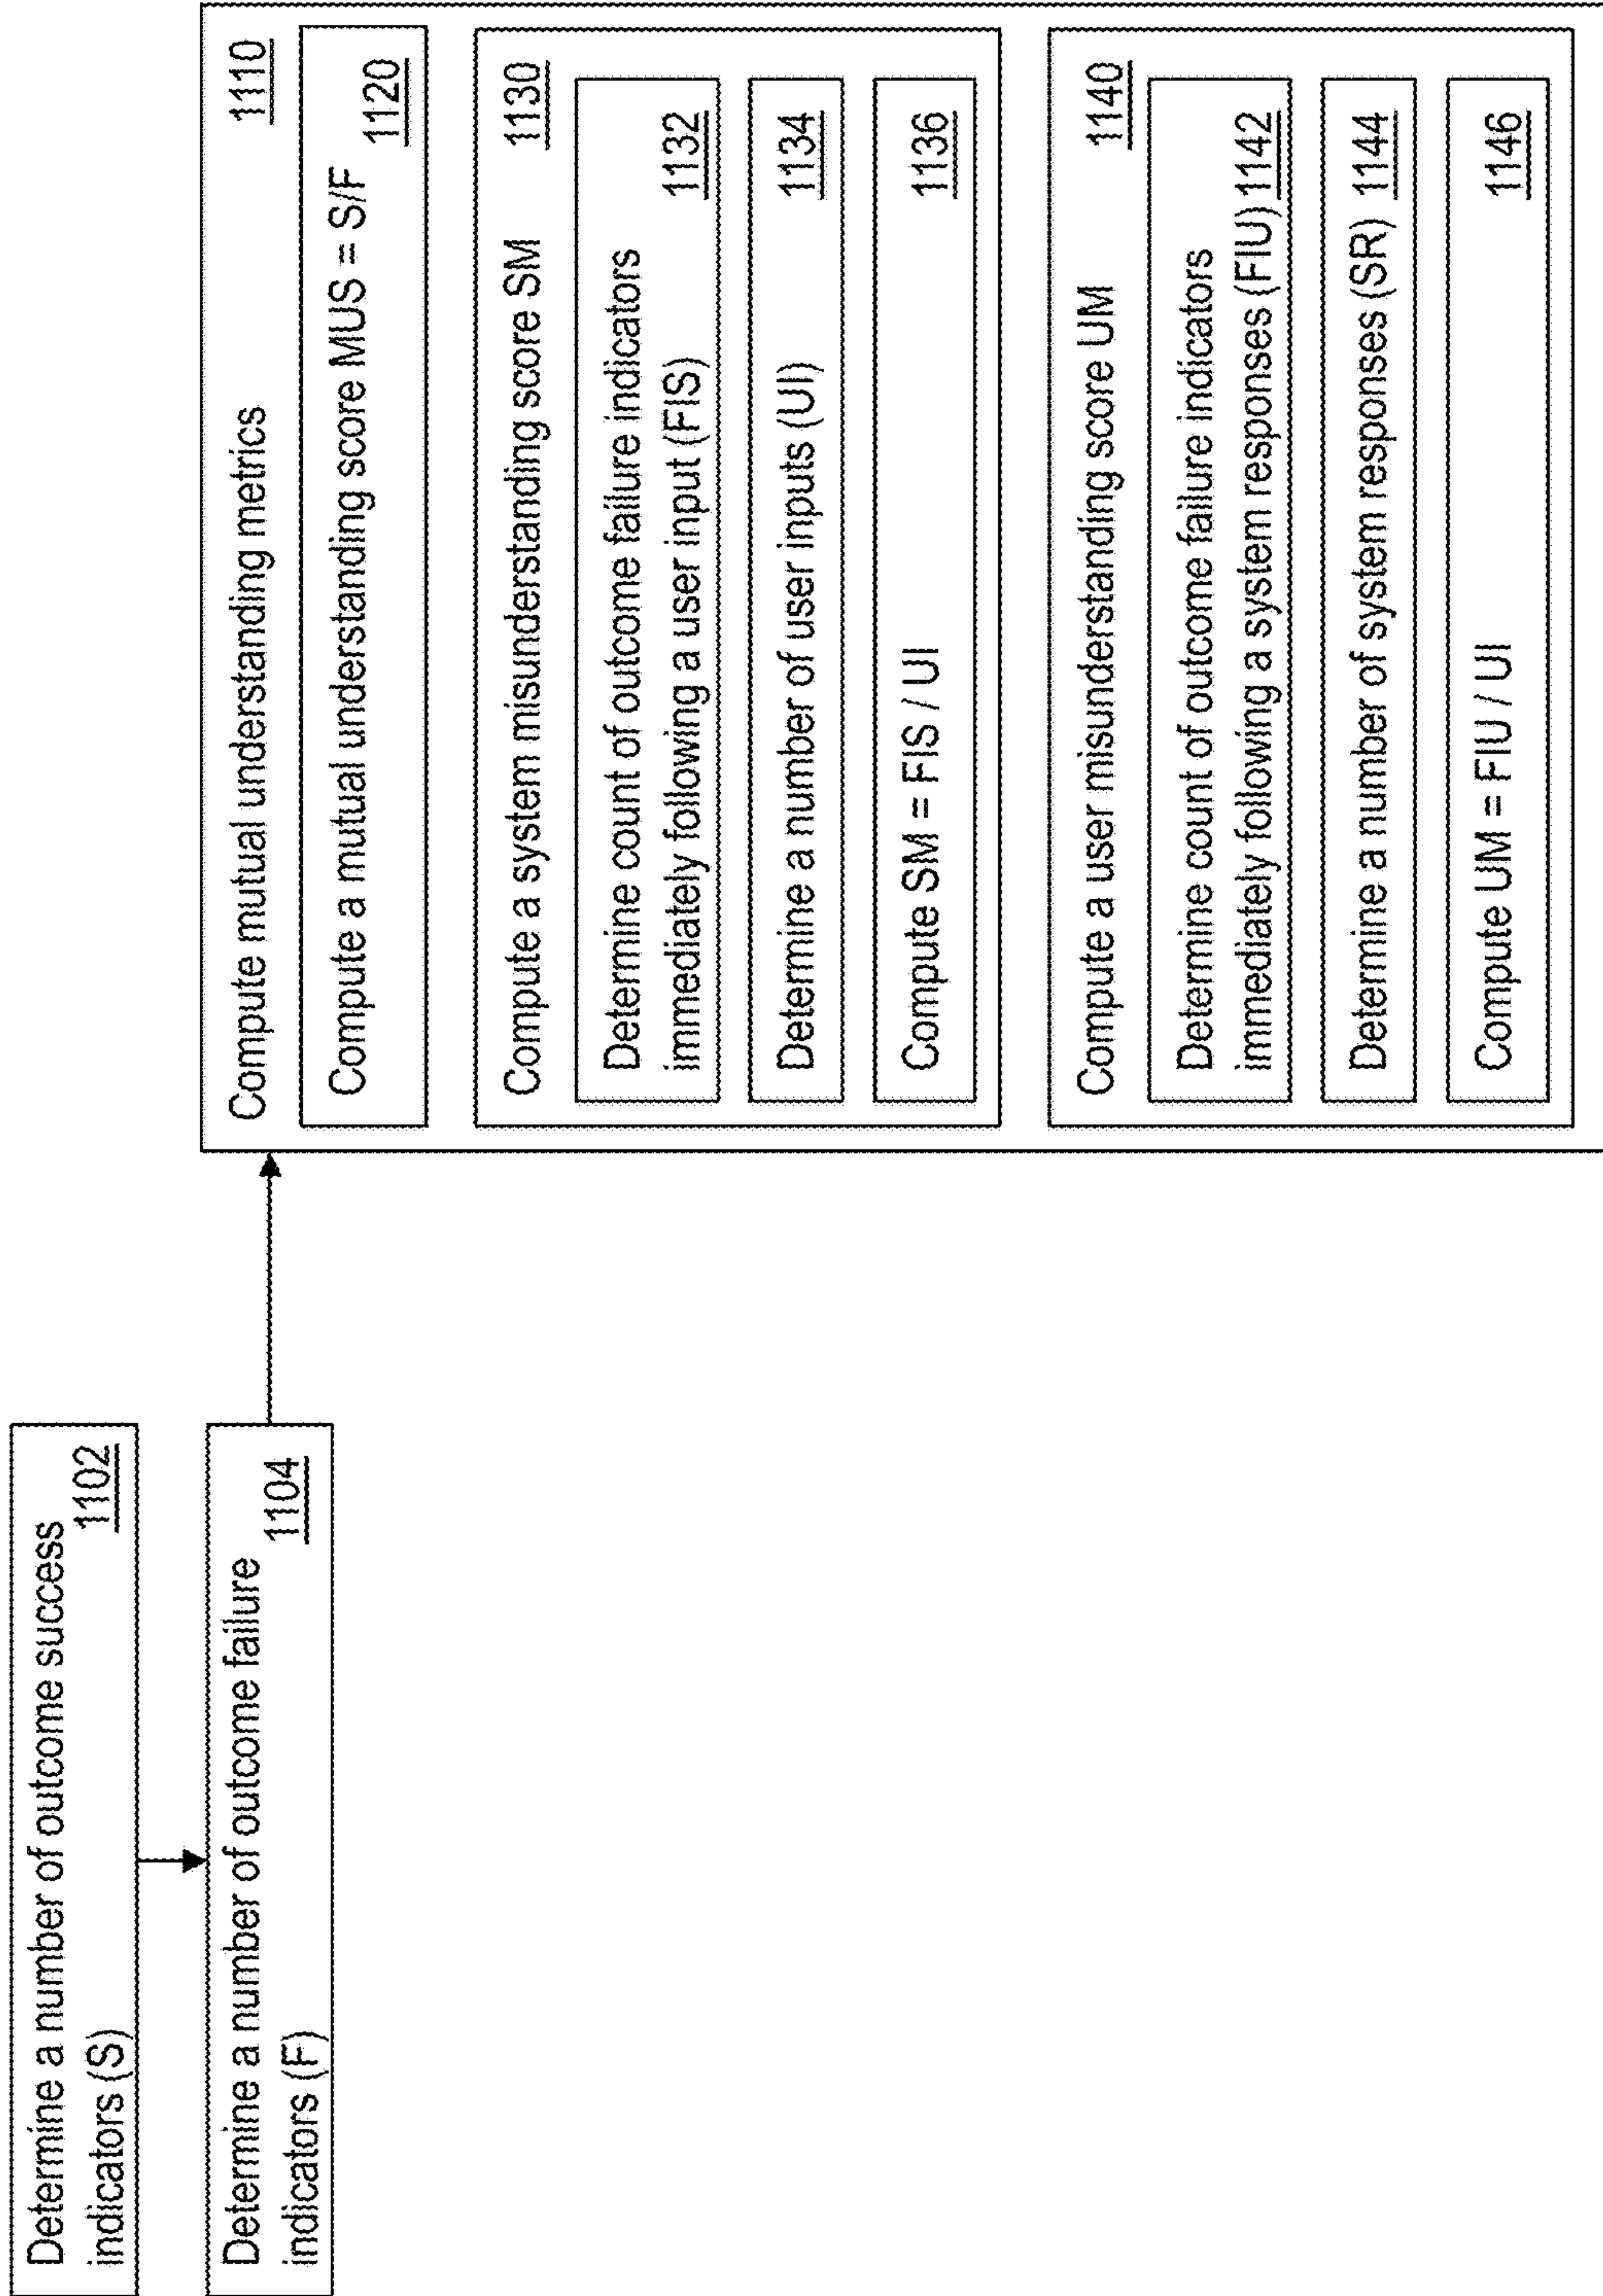 Determine a number of outcome success
indicators (S) 1102
Determine a number of outcome failure
indicators (F) 1104
Compute mutual understanding metrics 1110
Compute a mutual understanding score MUS = S/F
1120
Compute a system misunderstanding score SM 1130
Determine count of outcome failure indicators
immediately following a user input (FIS) 1132
Determine a number of user inputs (UI) 1134
Compute SM = FIS / UI 1136
Compute a user misunderstanding score UM 1140
Determine count of outcome failure indicators
immediately following a system responses (FIU) 1142
Determine a number of system responses (SR) 1144
Compute UM = FIU / UI 1146